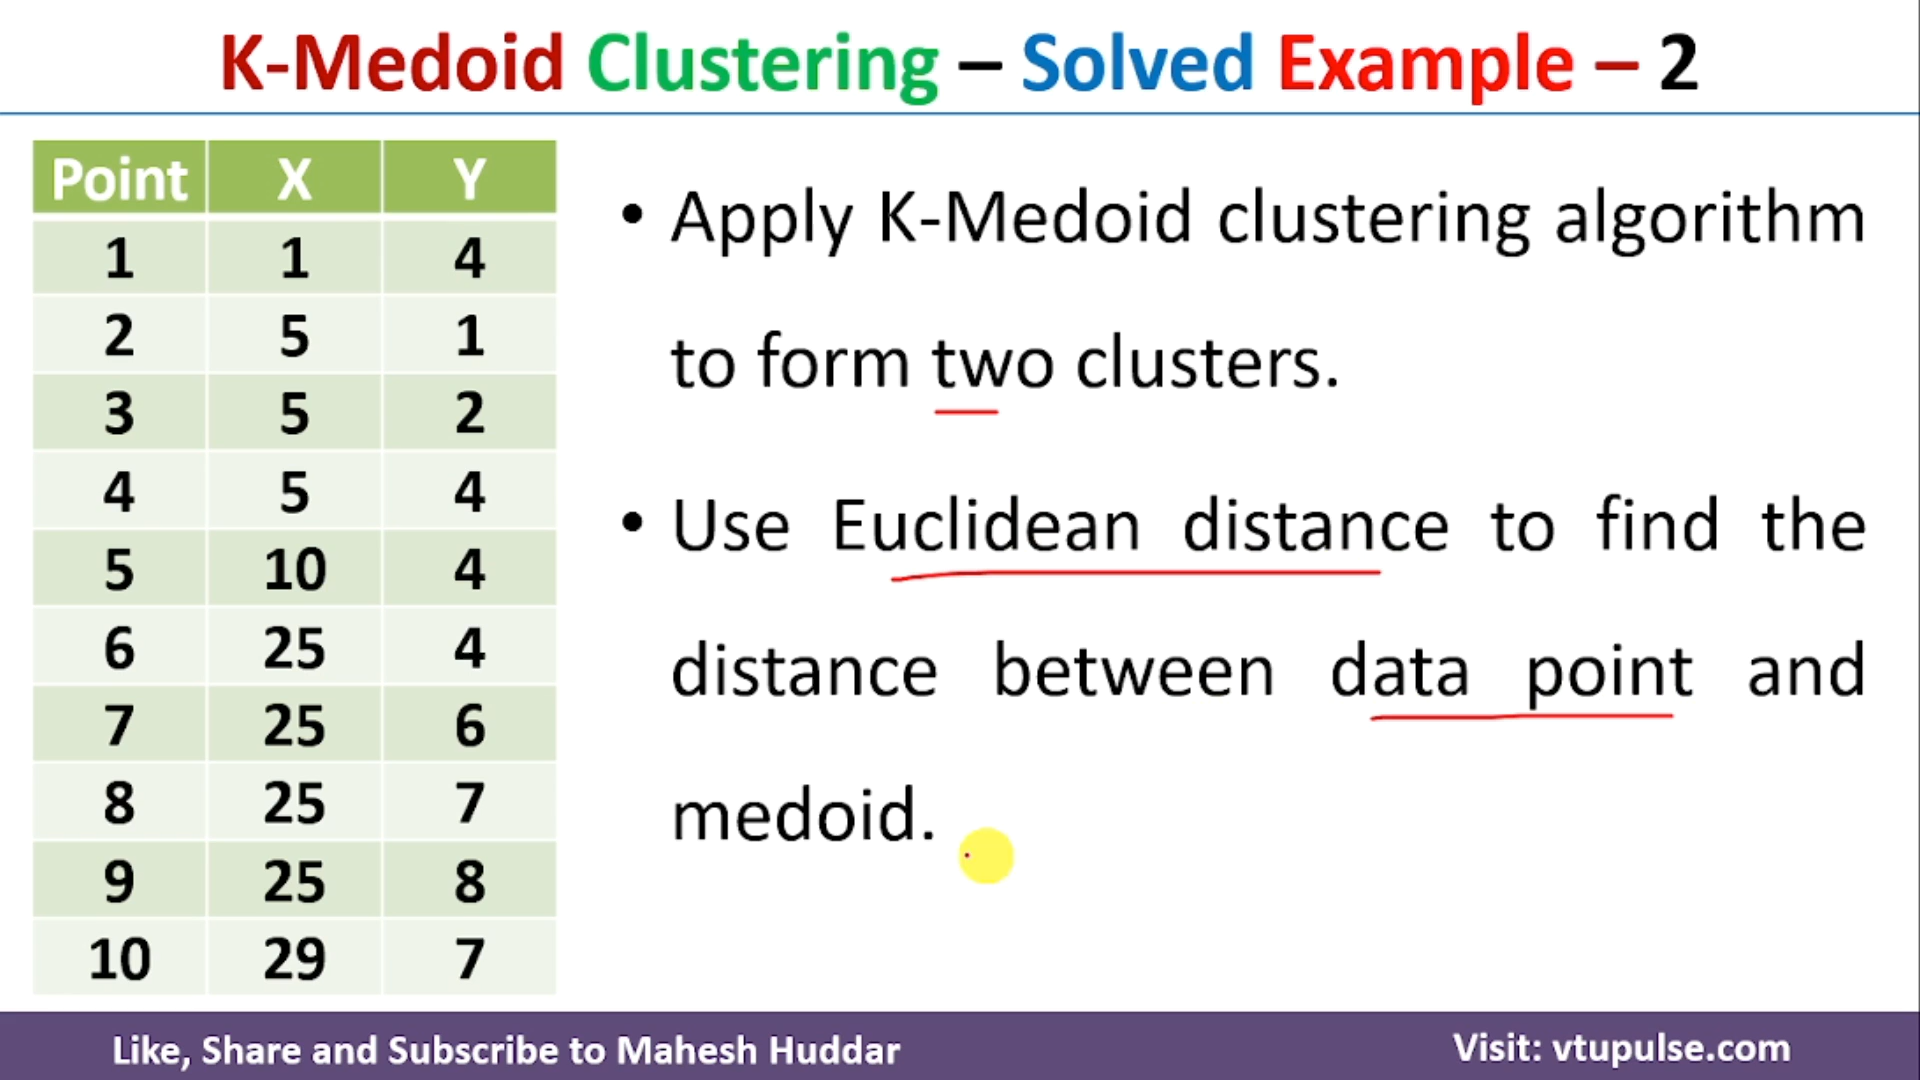 K-Medoid Clustering – Solved Example – 2
Point X Y
1 1 4
2 5 1
3 5 2
4 5 4
5 10 4
6 25 4
7 25 6
8 25 7
9 25 8
10 29 7
• Apply K-Medoid clustering algorithm
to form two clusters.
• Use Euclidean distance to find the
distance between data point and
medoid.
Like, Share and Subscribe to Mahesh Huddar
Visit: vtupulse.com